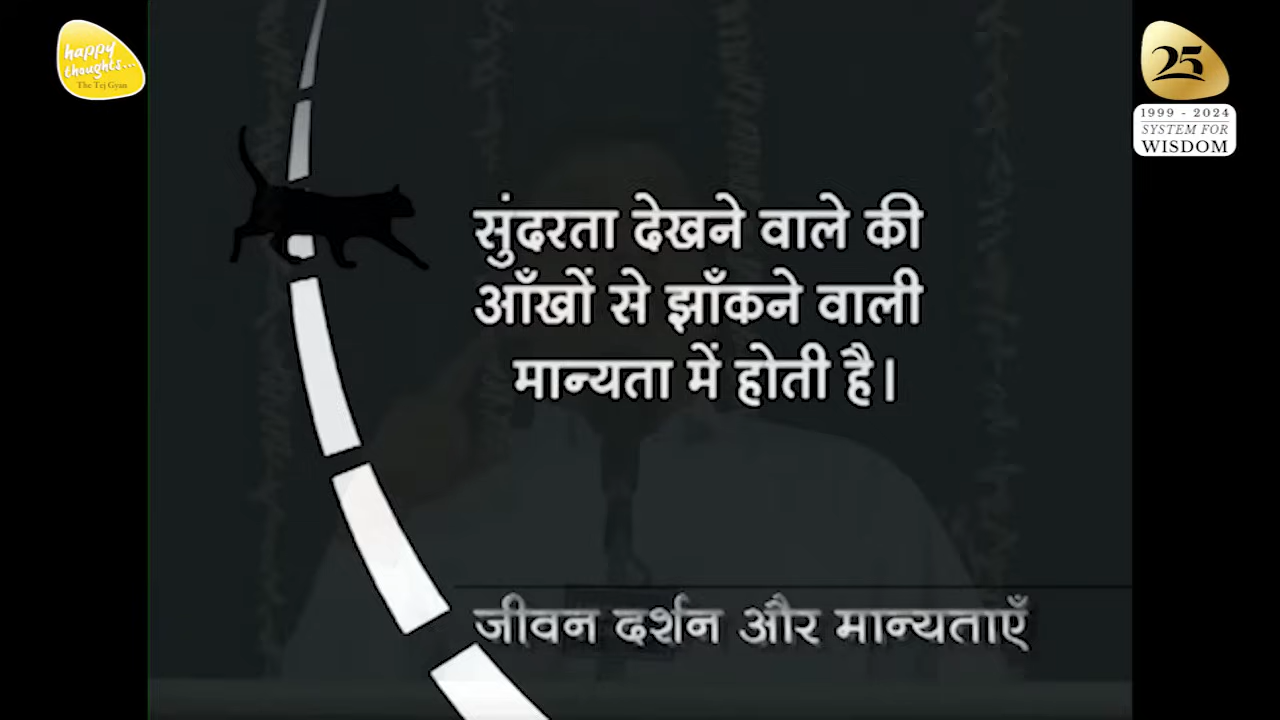 happy
thoughts...
The Tej Gyan
25
1999 - 2024
SYSTEM FOR
WISDOM
सुंदरता देखने वाले की
आँखों से झाँकने वाली
मान्यता में होती है।
जीवन दर्शन और मान्यताएँ